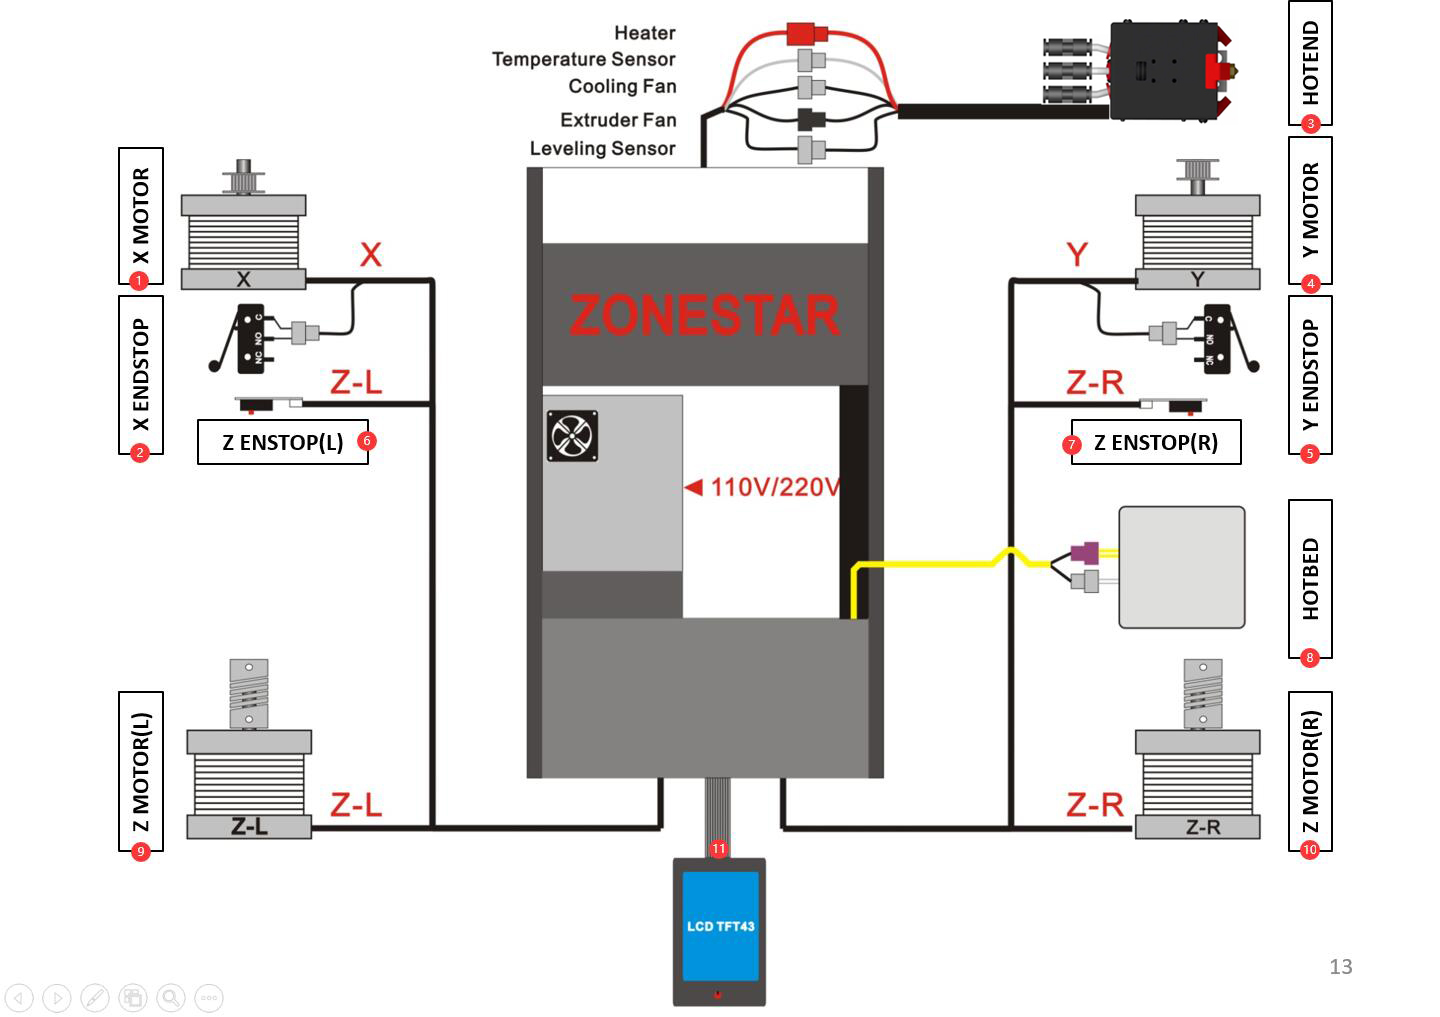 Heater
Temperature Sensor
Cooling Fan
Extruder Fan
Leveling Sensor
HOTEND
3
X MOTOR
1
X
X
Y MOTOR
4
Y
Y
X ENDSTOP
2
C
NO
NC
Z-L
Z ENSTOP(L)
6
ZONESTAR
Y ENDSTOP
5
C
NO
NC
Z-R
7
Z ENSTOP(R)
110V/220V
HOTBED
8
Z MOTOR(L)
9
Z-L
Z-L
Z MOTOR(R)
10
Z-R
Z-R
11
LCD TFT43
13